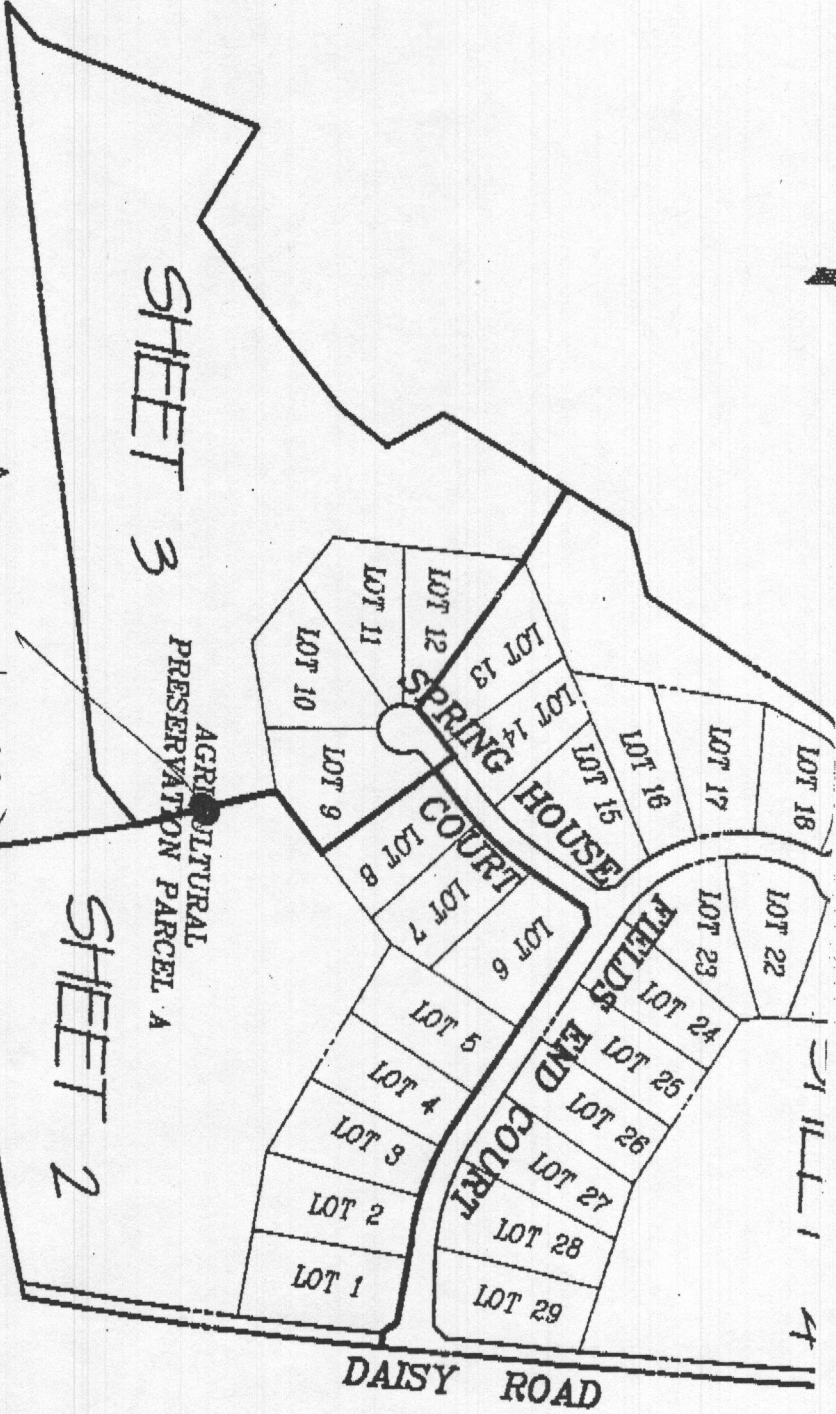 SHEET 3
AGRICULTURAL
PRESERVATION PARCEL A
SHEET 2
LOT 12
LOT 11
LOT 10
LOT 9
LOT 13
LOT 14
LOT 15
LOT 16
LOT 17
LOT 18
SPRING HOUSE
COURT
LOT 8
LOT 7
LOT 6
LOT 5
LOT 4
LOT 3
LOT 2
LOT 1
FIELDS END COURT
LOT 22
LOT 23
LOT 24
LOT 25
LOT 26
LOT 27
LOT 28
LOT 29
4
DAISY ROAD